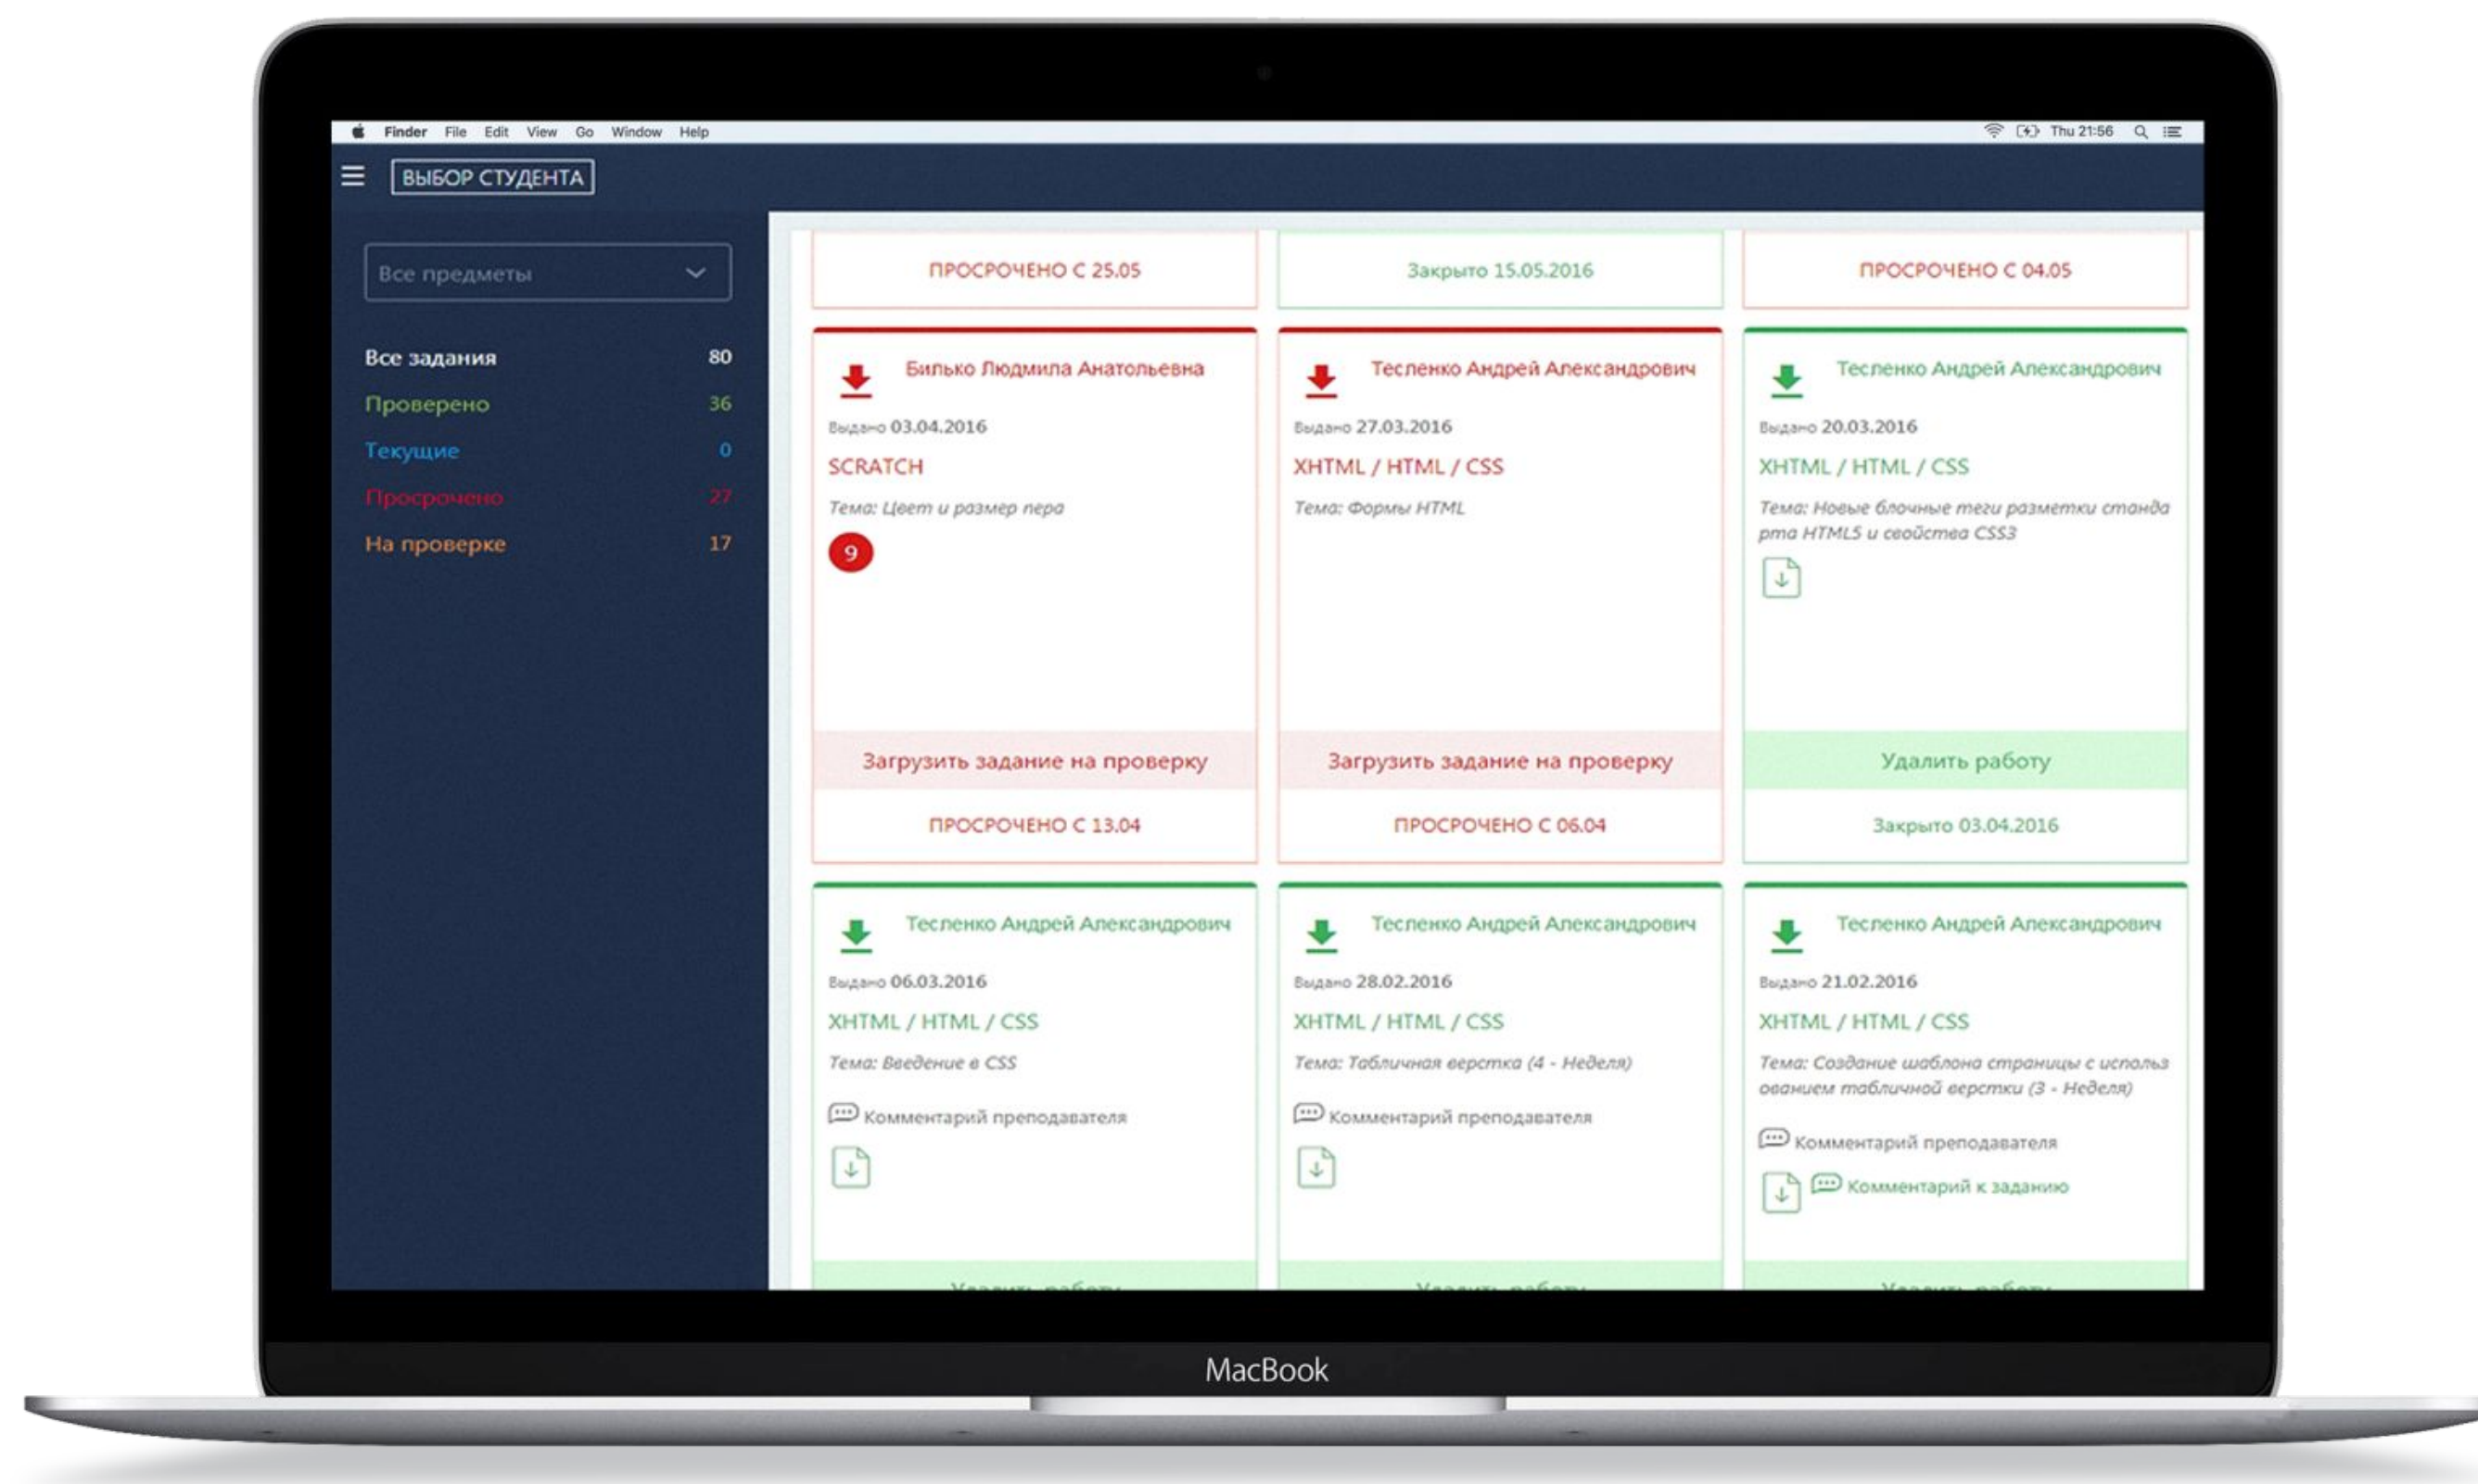 Finder File Edit View Go Window Help
Thu 21:56
ВЫБОР СТУДЕНТА
Все предметы
Все задания 80
Проверено 36
Текущие 0
Просрочено 27
На проверке 17
ПРОСРОЧЕНО С 25.05
Закрыто 15.05.2016
ПРОСРОЧЕНО С 04.05
Билько Людмила Анатольевна
Выдано 03.04.2016
SCRATCH
Тема: Цвет и размер пера
9
Загрузить задание на проверку
ПРОСРОЧЕНО С 13.04
Тесленко Андрей Александрович
Выдано 27.03.2016
XHTML / HTML / CSS
Тема: Формы HTML
Загрузить задание на проверку
ПРОСРОЧЕНО С 06.04
Тесленко Андрей Александрович
Выдано 20.03.2016
XHTML / HTML / CSS
Тема: Новые блочные теги разметки станда
рта HTML5 и свойства CSS3
Удалить работу
Закрыто 03.04.2016
Тесленко Андрей Александрович
Выдано 06.03.2016
XHTML / HTML / CSS
Тема: Введение в CSS
Комментарий преподавателя
Удалить работу
Тесленко Андрей Александрович
Выдано 28.02.2016
XHTML / HTML / CSS
Тема: Табличная верстка (4 - Неделя)
Комментарий преподавателя
Удалить работу
Тесленко Андрей Александрович
Выдано 21.02.2016
XHTML / HTML / CSS
Тема: Создание шаблона страницы с использ
ованием табличной верстки (3 - Неделя)
Комментарий преподавателя
Комментарий к заданию
Удалить работу
MacBook